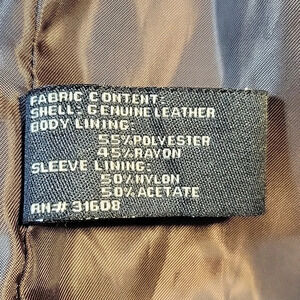 FABRIC CONTENT:
SHELL: GENUINE LEATHER
BODY LINING:
55% POLYESTER
45% RAYON
SLEEVE LINING:
50% NYLON
50% ACETATE
RN# 31608